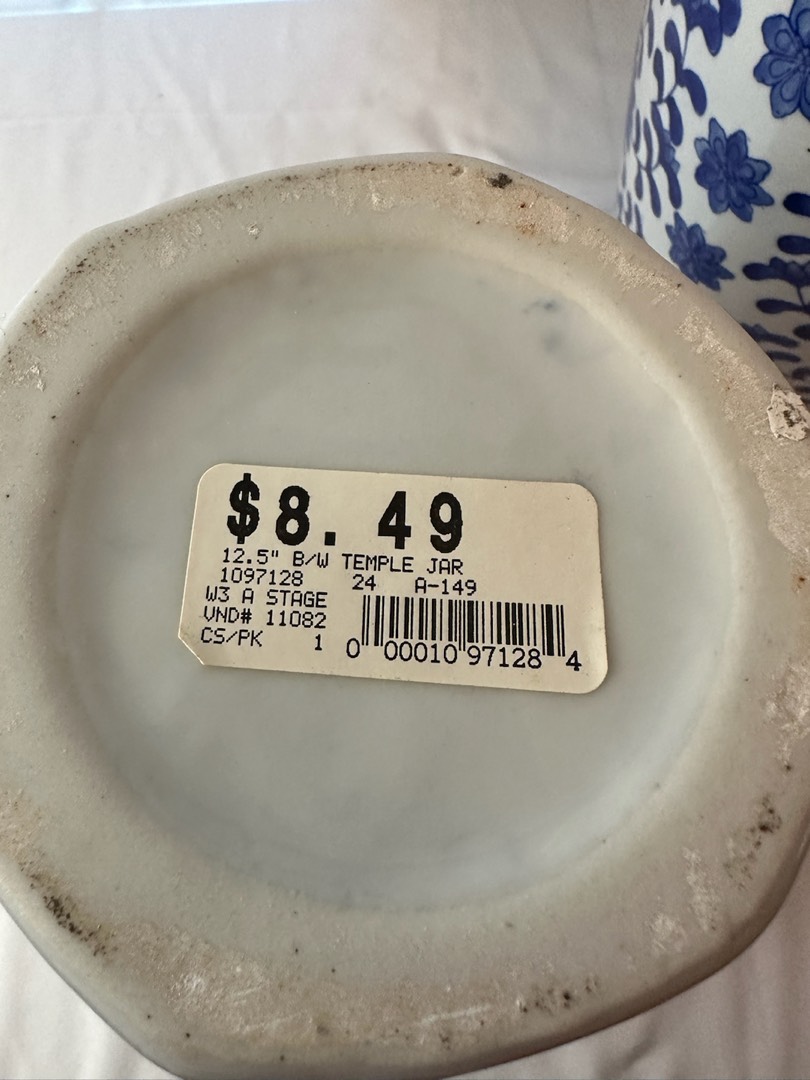 $8.49
12.5" B/W TEMPLE JAR
1097128 24 A-149
W3 A STAGE
VND# 11082
CS/PK 1
0 00010 97128 4